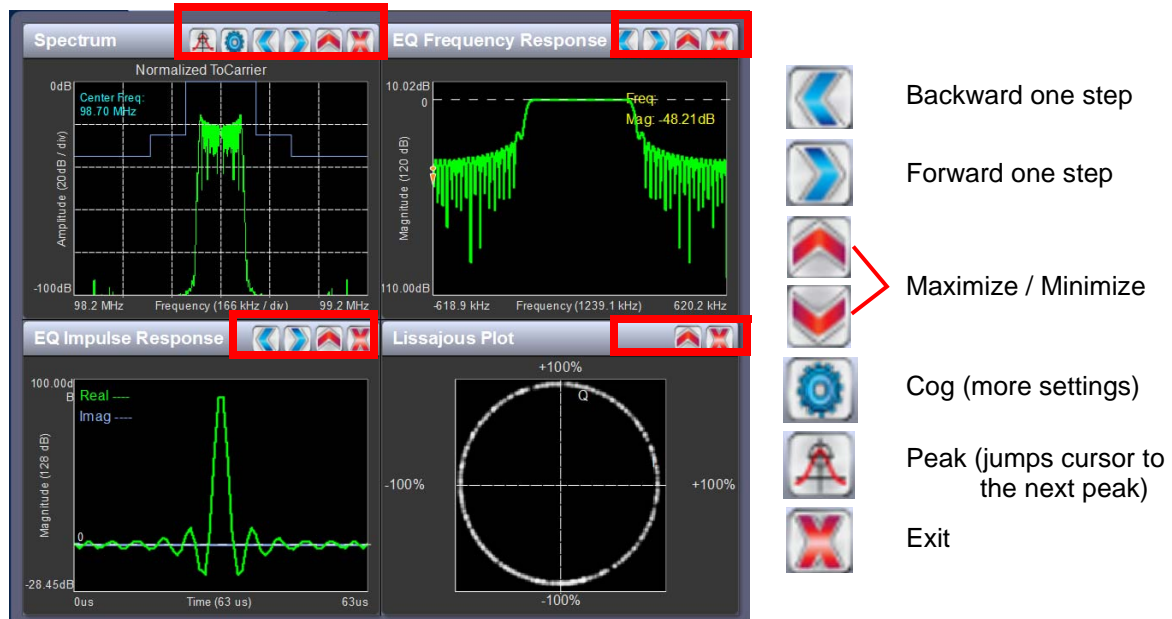 Spectrum
Normalized ToCarrier
0dB
Center Freq:
98.70 MHz
Amplitude (20dB / div)
-100dB
98.2 MHz
Frequency (166 kHz / div)
99.2 MHz
EQ Frequency Response
10.02dB
0
Freq:
Mag: -48.21dB
Magnitude (120 dB)
110.00dB
-618.9 kHz
Frequency (1239.1 kHz)
620.2 kHz
EQ Impulse Response
100.00d
B
Real ----
Imag ----
Magnitude (128 dB)
0
-28.45dB
0us
Time (63 us)
63us
Lissajous Plot
+100%
Q
-100%
+100%
-100%
Backward one step
Forward one step
Maximize / Minimize
Cog (more settings)
Peak (jumps cursor to
the next peak)
Exit